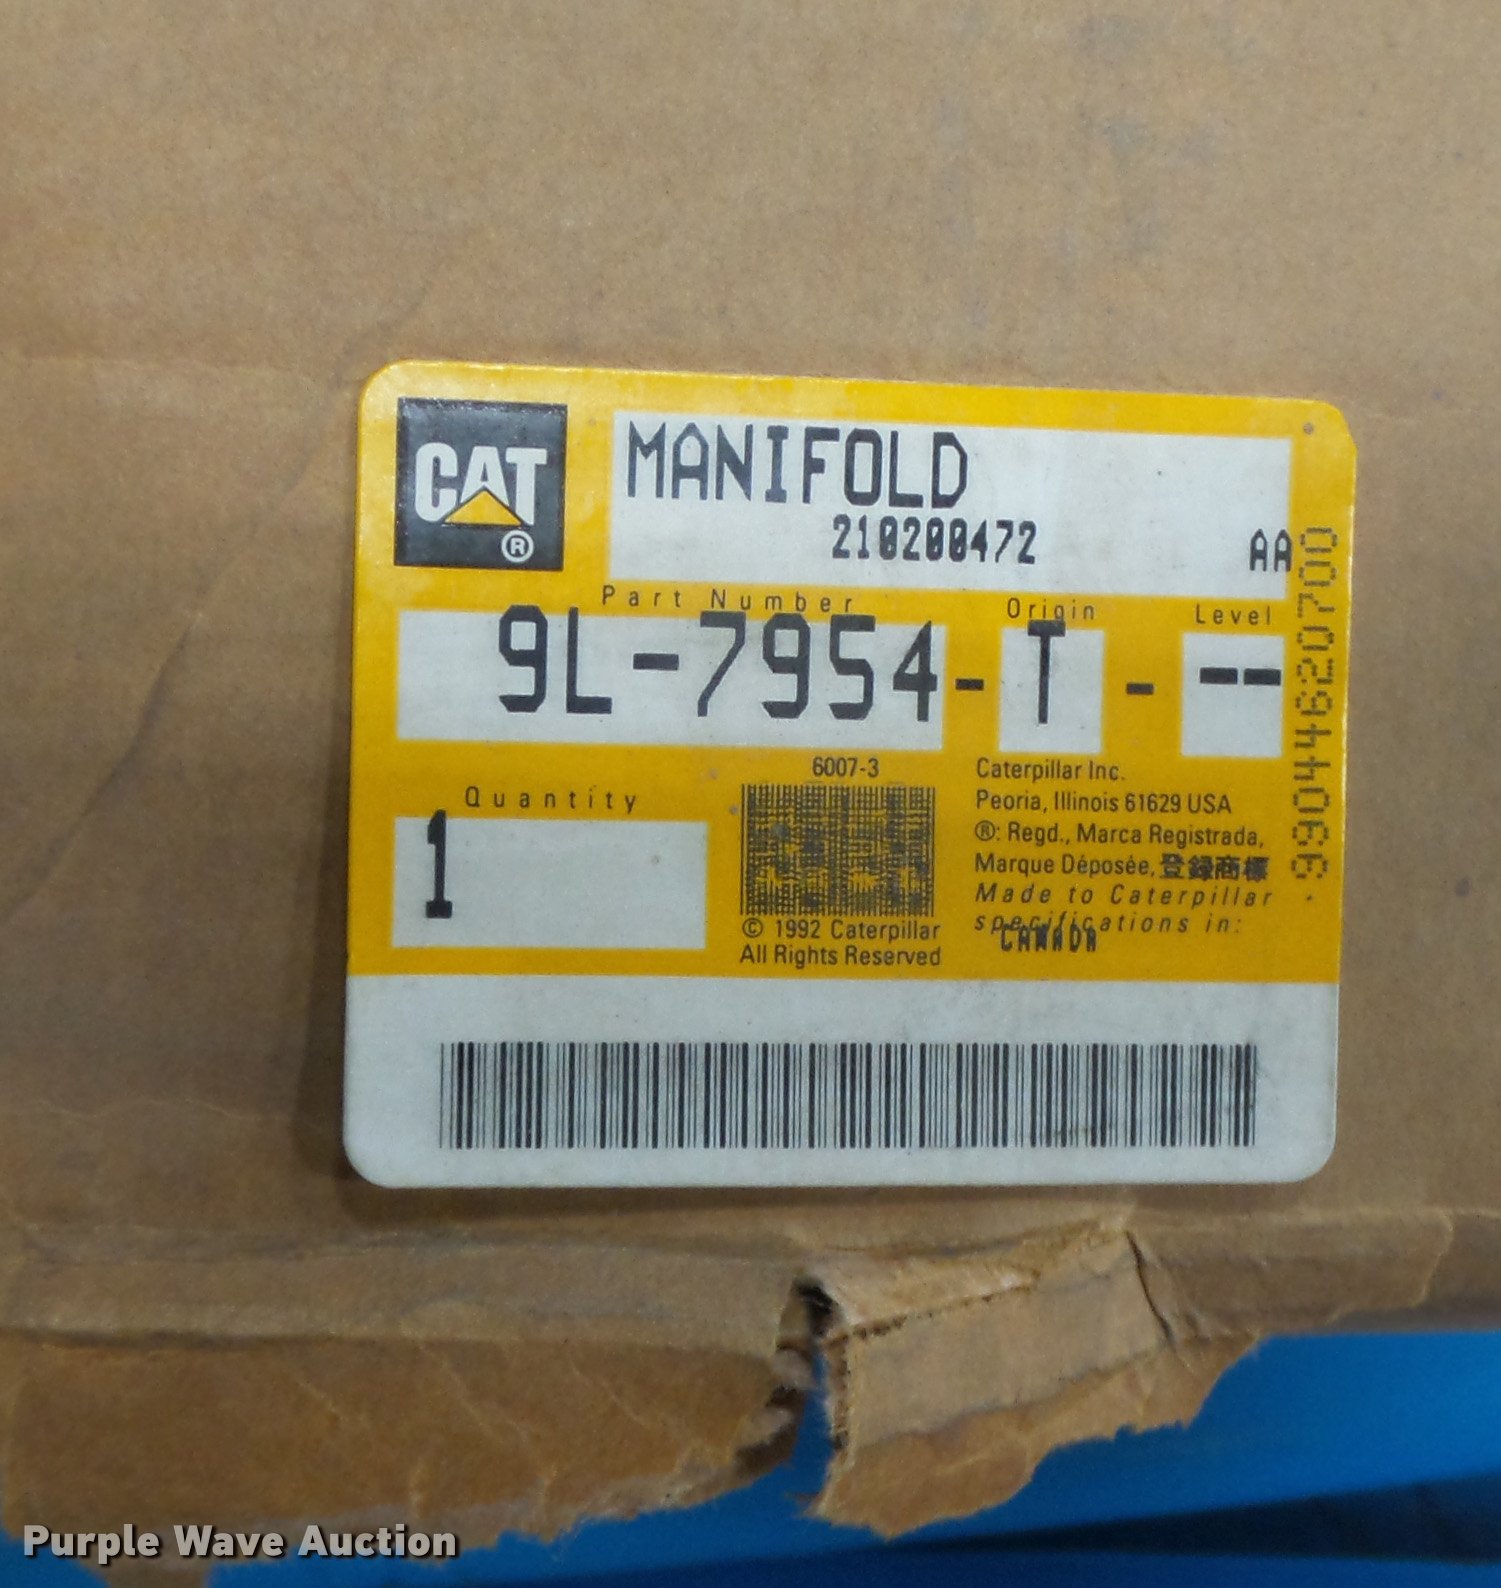 CAT ®
MANIFOLD
210200472 AA
Part Number Origin Level
9L-7954 - T - --
Quantity
1
6007-3
© 1992 Caterpillar
All Rights Reserved
Caterpillar Inc.
Peoria, Illinois 61629 USA
®: Regd., Marca Registrada,
Marque Déposée, 登録商標
Made to Caterpillar
specifications in:
CANADA
Purple Wave Auction